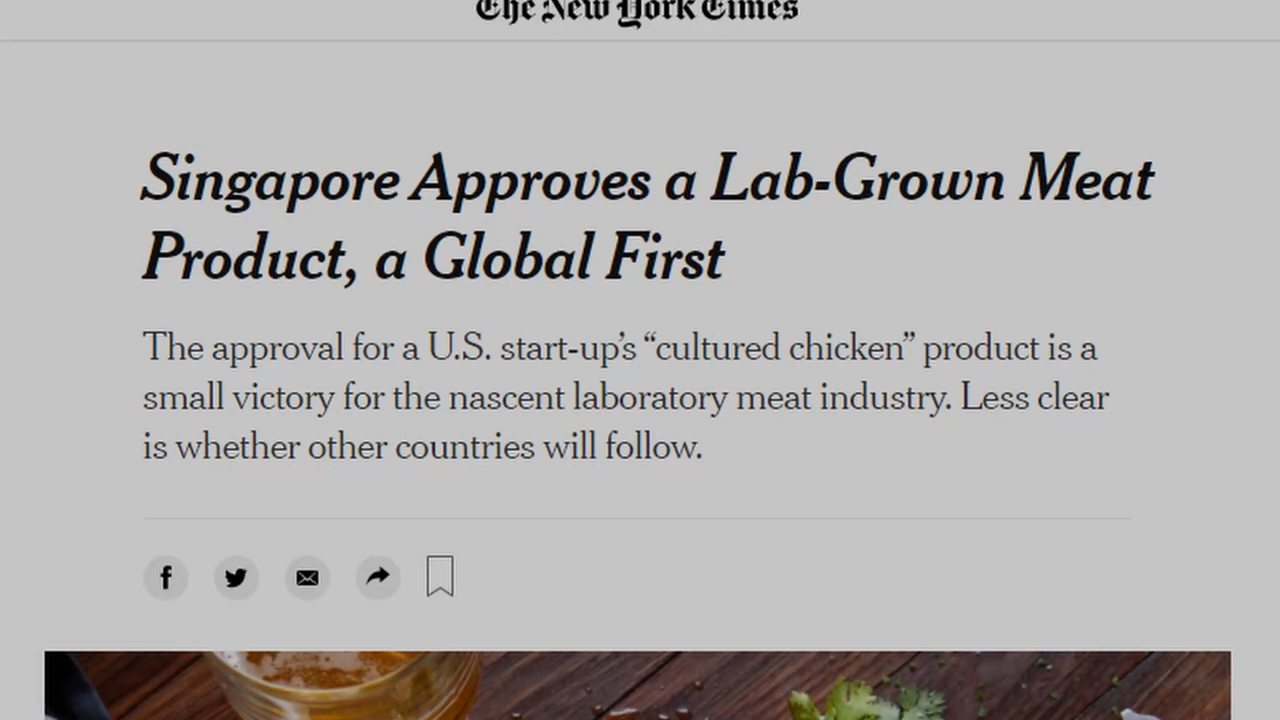 The New York Times
Singapore Approves a Lab-Grown Meat
Product, a Global First
The approval for a U.S. start-up’s “cultured chicken” product is a
small victory for the nascent laboratory meat industry. Less clear
is whether other countries will follow.